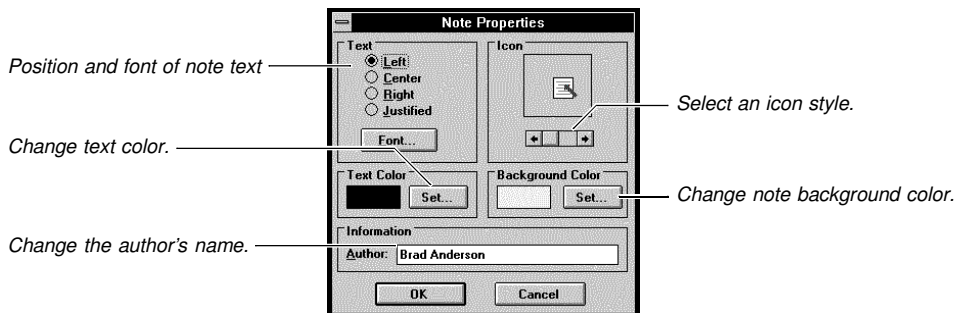 Note Properties
Text
Left
Center
Right
Justified
Font...
Icon
Text Color
Set...
Background Color
Set...
Information
Author: Brad Anderson
OK
Cancel
Position and font of note text
Change text color.
Change the author's name.
Select an icon style.
Change note background color.